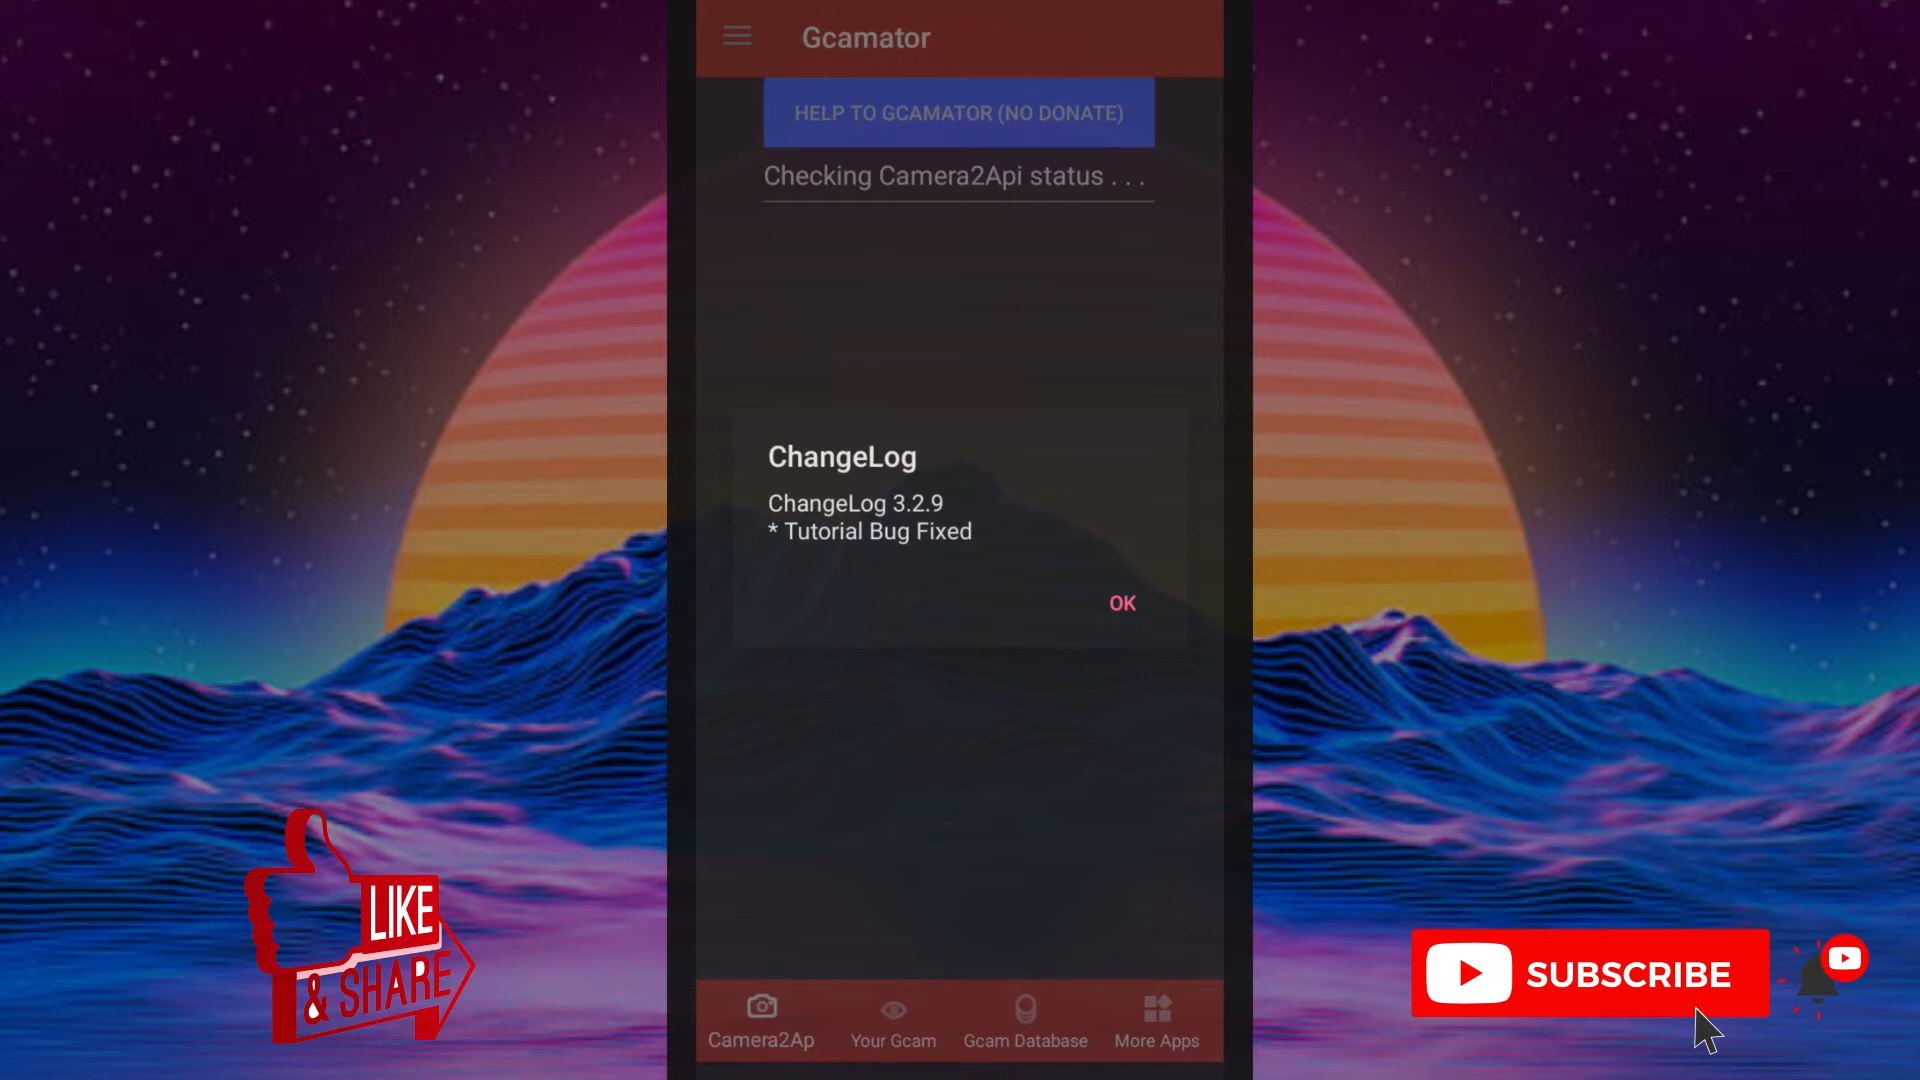 Gcamator
HELP TO GCAMATOR (NO DONATE)
Checking Camera2Api status . . .
ChangeLog
ChangeLog 3.2.9
* Tutorial Bug Fixed
OK
LIKE
& SHARE
SUBSCRIBE
Camera2Ap
Your Gcam
Gcam Database
More Apps